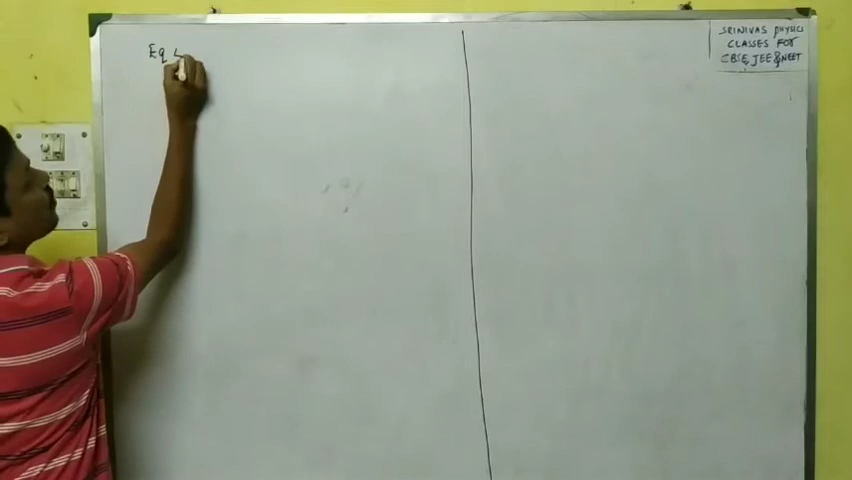 Eq
SRINIVAS PHYSICS
CLASSES FOR
CBSE, JEE & NEET